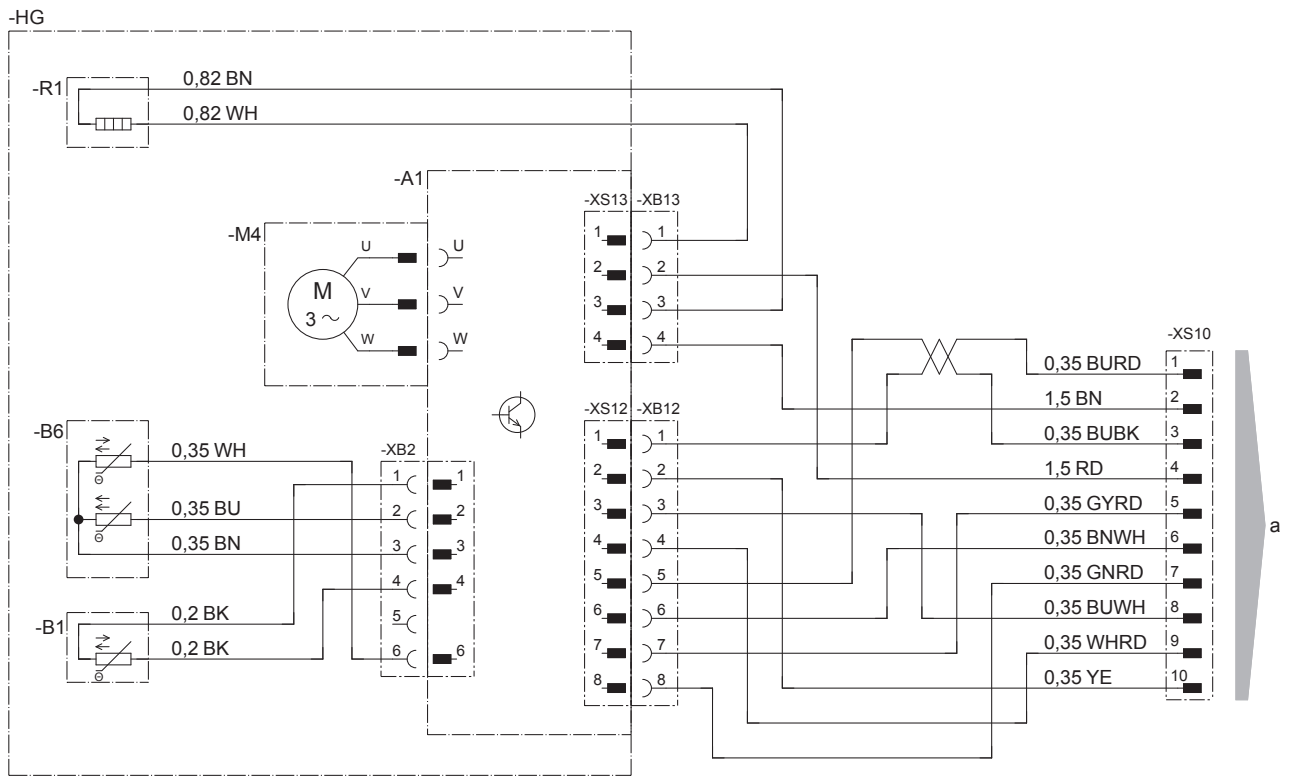 -HG
-R1
0,82 BN
0,82 WH
-A1
-XS13 -XB13
-M4
U U
V V
W W
M
3 ~
1 1
2 2
3 3
4 4
-XS10
0,35 BURD 1
1,5 BN 2
0,35 BUBK 3
1,5 RD 4
0,35 GYRD 5
0,35 BNWH 6
0,35 GNRD 7
0,35 BUWH 8
0,35 WHRD 9
0,35 YE 10
a
-XS12 -XB12
1 1
2 2
3 3
4 4
5 5
6 6
7 7
8 8
-B6
0,35 WH
0,35 BU
0,35 BN
Θ
Θ
-XB2
1 1
2 2
3 3
4 4
5
6 6
-B1
0,2 BK
0,2 BK
Θ